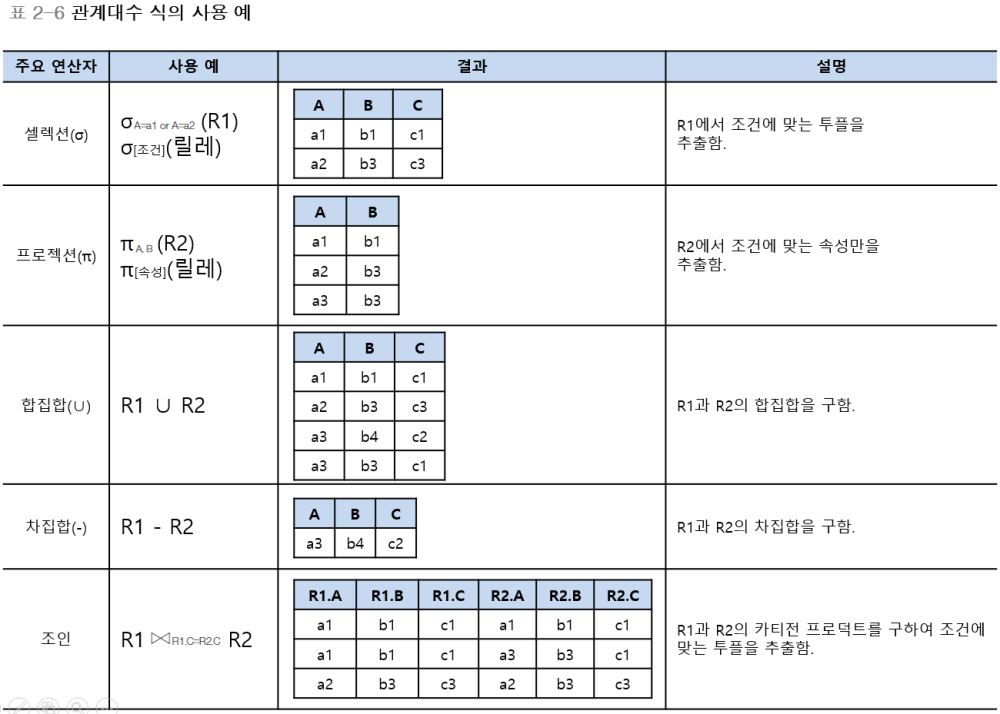 표 2-6 관계대수 식의 사용 예
주요 연산자 사용 예 결과 설명
셀렉션(σ)
σA=a1 or A=a2 (R1)
σ[조건](릴레)
A B C
a1 b1 c1
a2 b3 c3
R1에서 조건에 맞는 투플을
추출함.
프로젝션(π)
πA,B (R2)
π[속성](릴레)
A B
a1 b1
a2 b3
a3 b3
R2에서 조건에 맞는 속성만을
추출함.
합집합(∪)
R1 ∪ R2
A B C
a1 b1 c1
a2 b3 c3
a3 b4 c2
a3 b3 c1
R1과 R2의 합집합을 구함.
차집합(-)
R1 - R2
A B C
a3 b4 c2
R1과 R2의 차집합을 구함.
조인
R1 ⋈R1.C=R2.C R2
R1.A R1.B R1.C R2.A R2.B R2.C
a1 b1 c1 a1 b1 c1
a1 b1 c1 a3 b3 c1
a2 b3 c3 a2 b3 c3
R1과 R2의 카티전 프로덕트를 구하여 조건에
맞는 투플을 추출함.